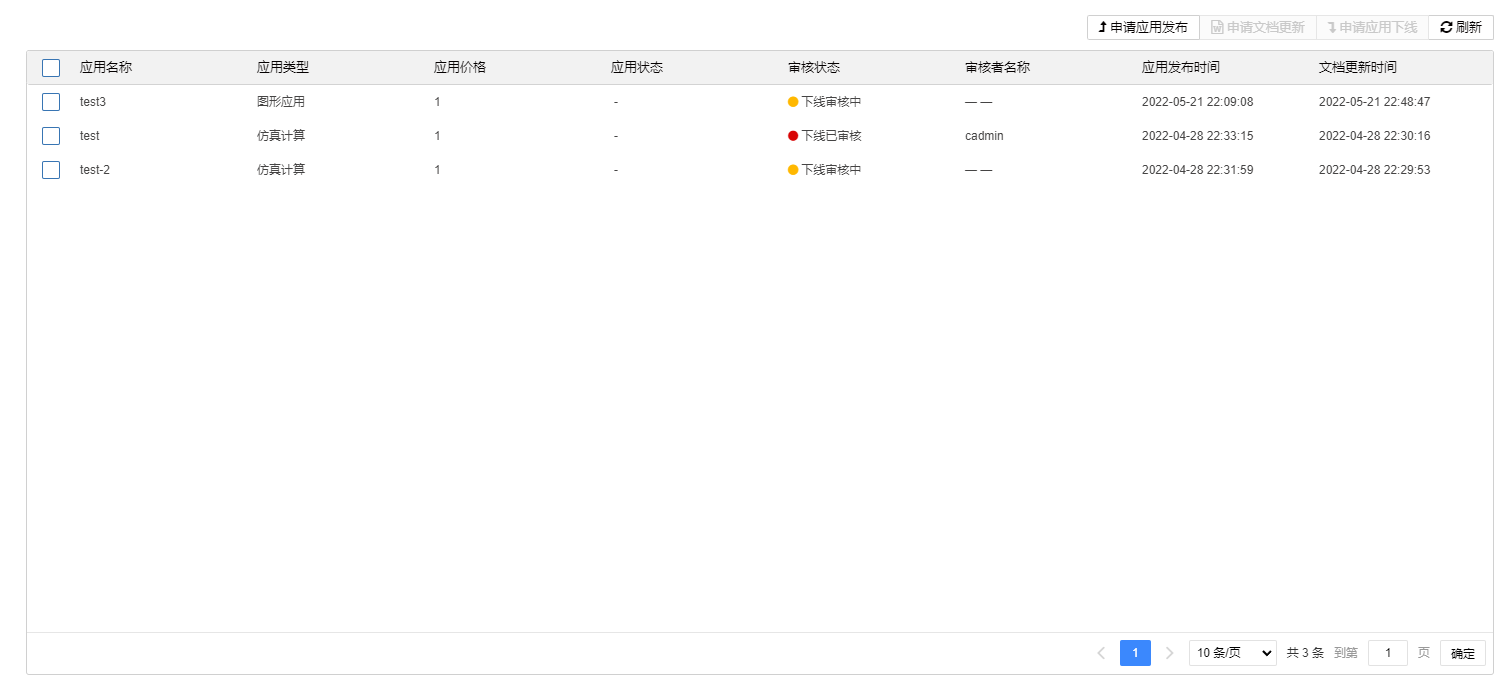 申请应用发布 申请文档更新 申请应用下线 刷新
应用名称 应用类型 应用价格 应用状态 审核状态 审核者名称 应用发布时间 文档更新时间
test3 图形应用 1 - 下线审核中 — — 2022-05-21 22:09:08 2022-05-21 22:48:47
test 仿真计算 1 - 下线已审核 cadmin 2022-04-28 22:33:15 2022-04-28 22:30:16
test-2 仿真计算 1 - 下线审核中 — — 2022-04-28 22:31:59 2022-04-28 22:29:53
1 10 条/页 共 3 条 到第 1 页 确定